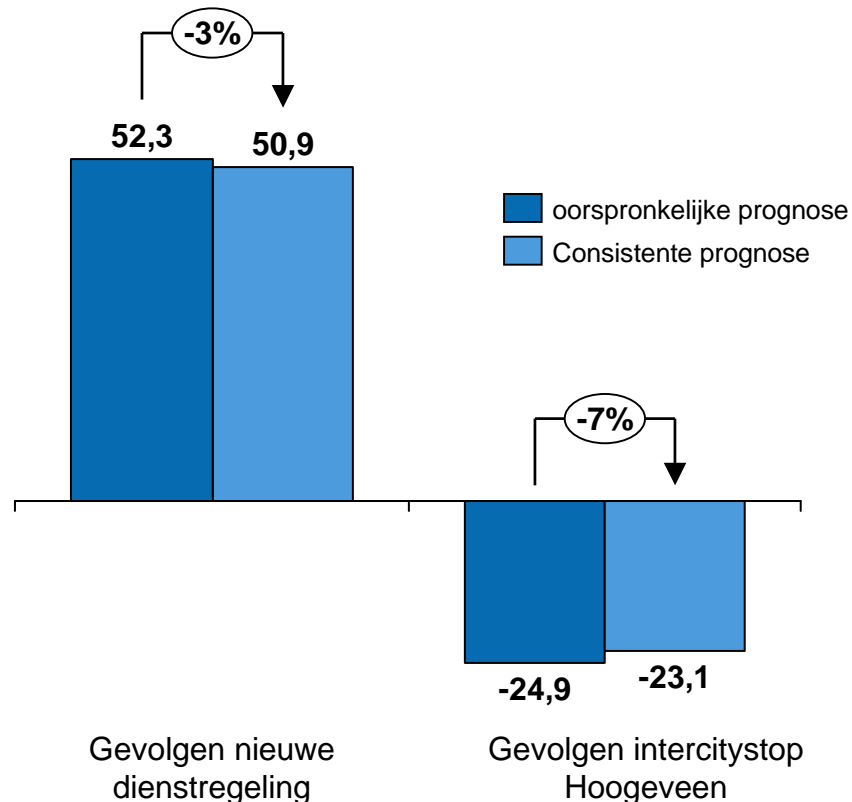 -3%
52,3
50,9
oorspronkelijke prognose
Consistente prognose
-7%
-24,9
-23,1
Gevolgen nieuwe
dienstregeling
Gevolgen intercitystop
Hoogeveen